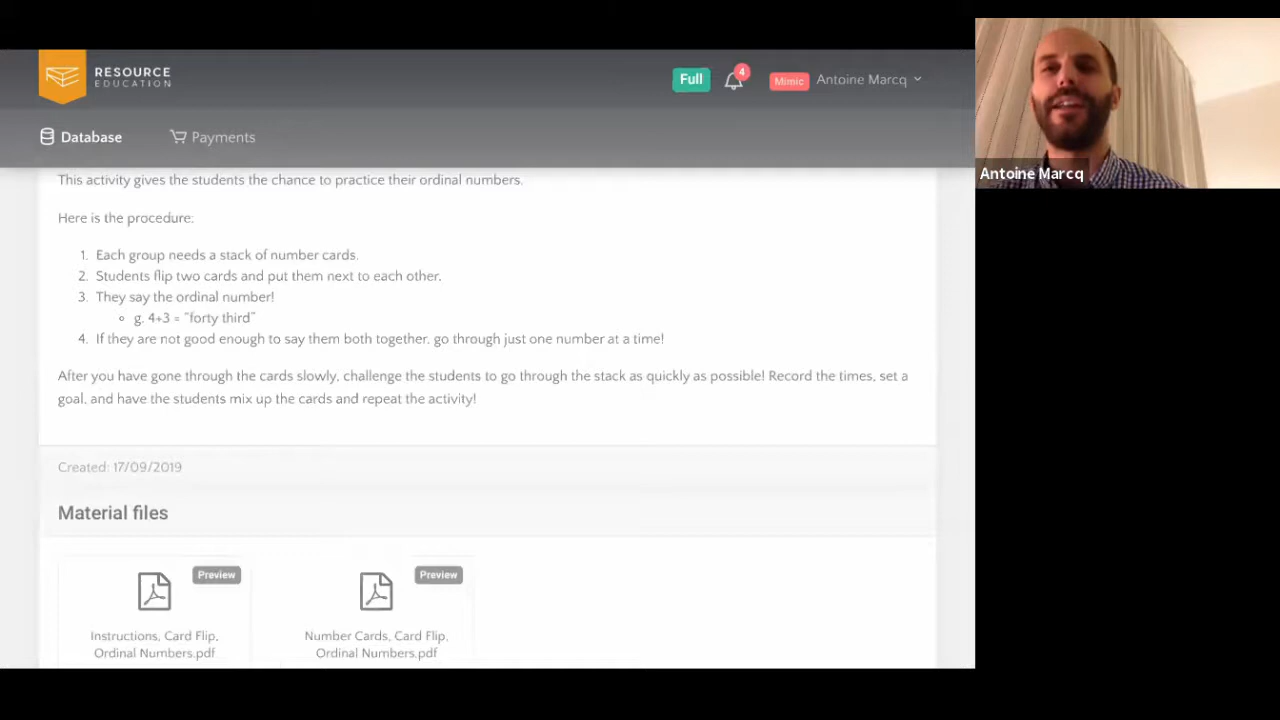 RESOURCE
EDUCATION
Full
4
Mimic
Antoine Marcq
Database
Payments
This activity gives the students the chance to practice their ordinal numbers.
Here is the procedure:
1. Each group needs a stack of number cards.
2. Students flip two cards and put them next to each other.
3. They say the ordinal number!
g. 4+3 = "forty third"
4. If they are not good enough to say them both together, go through just one number at a time!
After you have gone through the cards slowly, challenge the students to go through the stack as quickly as possible! Record the times, set a
goal, and have the students mix up the cards and repeat the activity!
Created: 17/09/2019
Material files
Preview
Instructions, Card Flip,
Ordinal Numbers.pdf
Preview
Number Cards, Card Flip,
Ordinal Numbers.pdf
Antoine Marcq